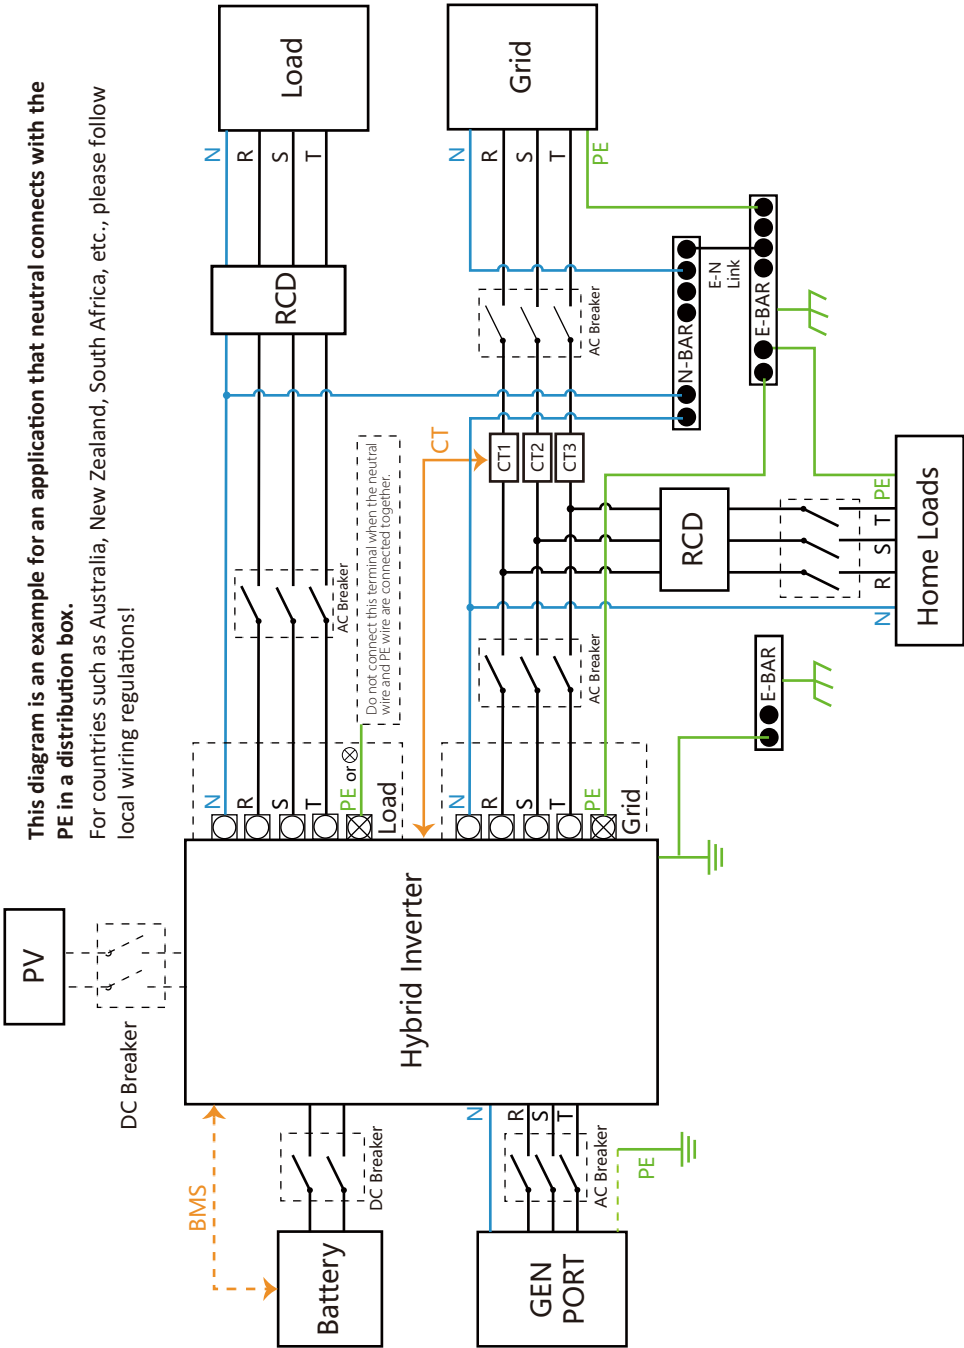 This diagram is an example for an application that neutral connects with the
PE in a distribution box.
For countries such as Australia, New Zealand, South Africa, etc., please follow
local wiring regulations!
PV
DC Breaker
BMS
Battery
DC Breaker
GEN
PORT
AC Breaker
N
R
S
T
PE
Hybrid Inverter
N
R
S
T
PE or
Load
AC Breaker
Do not connect this terminal when the neutral
wire and PE wire are connected together.
RCD
N
R
S
T
Load
CT
N
R
S
T
PE
Grid
AC Breaker
CT1
CT2
CT3
AC Breaker
N
R
S
T
PE
Grid
N-BAR
E-N
Link
E-BAR
RCD
N
R
S
T
PE
Home Loads
E-BAR